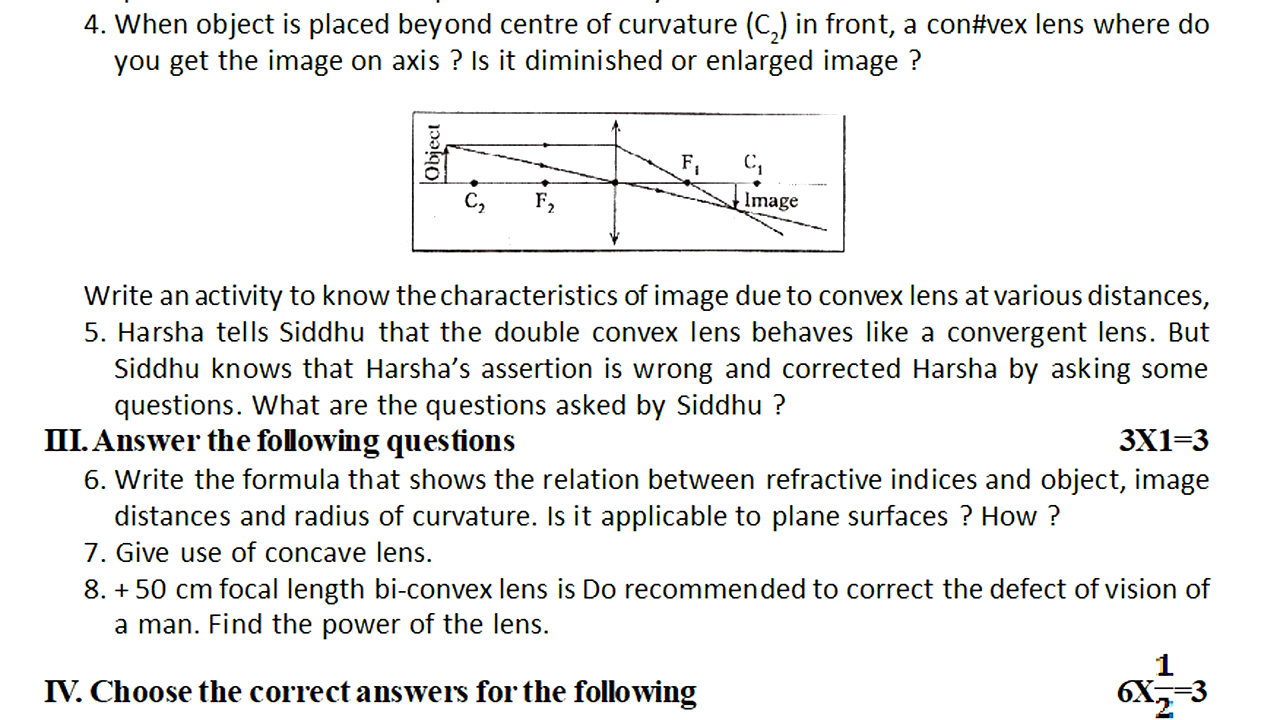 4. When object is placed beyond centre of curvature (C₂) in front, a con#vex lens where do
you get the image on axis ? Is it diminished or enlarged image ?
Object
F₁ C₁
C₂ F₂ Image
Write an activity to know the characteristics of image due to convex lens at various distances,
5. Harsha tells Siddhu that the double convex lens behaves like a convergent lens. But
Siddhu knows that Harsha's assertion is wrong and corrected Harsha by asking some
questions. What are the questions asked by Siddhu ?
III. Answer the following questions 3X1=3
6. Write the formula that shows the relation between refractive indices and object, image
distances and radius of curvature. Is it applicable to plane surfaces ? How ?
7. Give use of concave lens.
8. + 50 cm focal length bi-convex lens is Do recommended to correct the defect of vision of
a man. Find the power of the lens.
IV. Choose the correct answers for the following 6X1/2=3